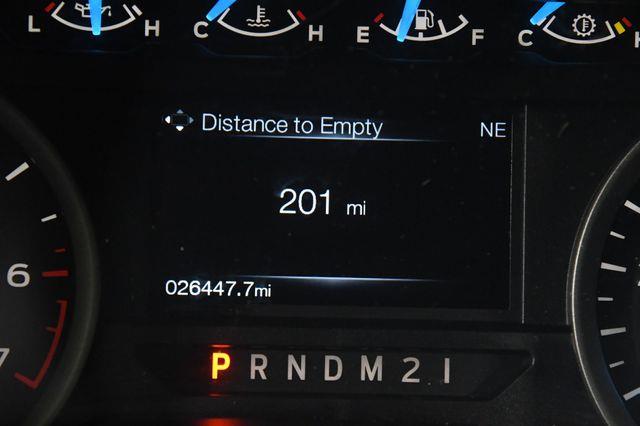 L H C H E F C H
Distance to Empty NE
201 mi
026447.7mi
6
7
P R N D M 2 1